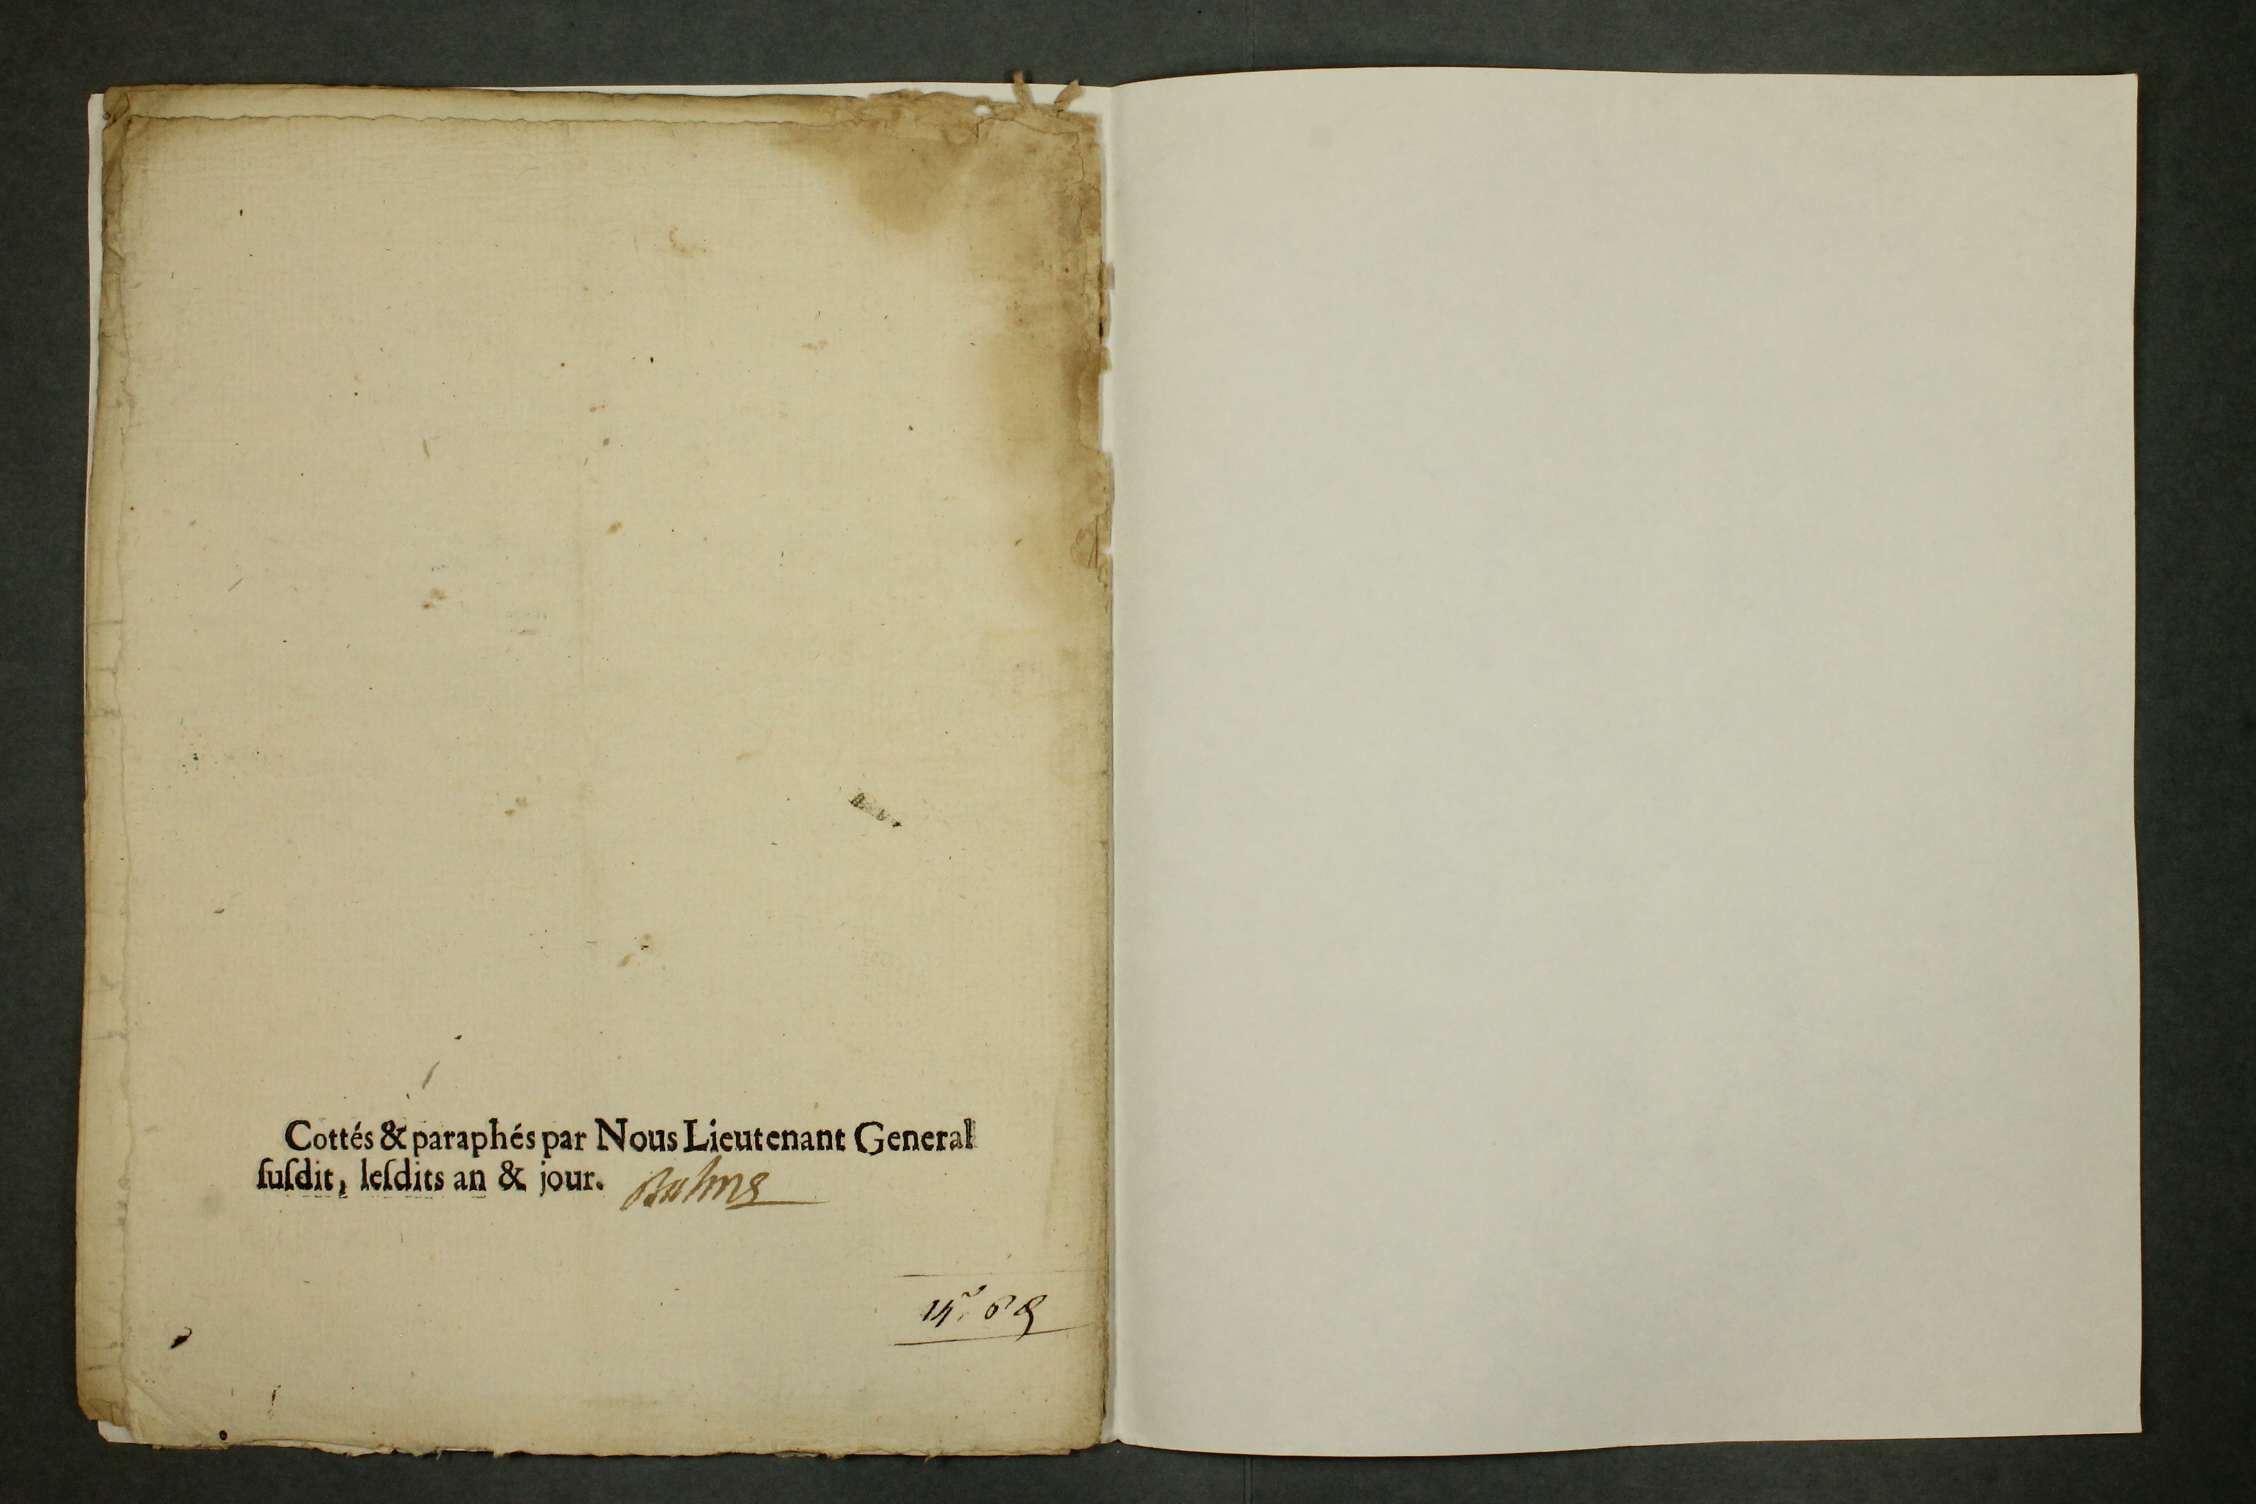 Cottés & paraphés par Nous Lieutenant General
ſuſdit, leſdits an & jour.